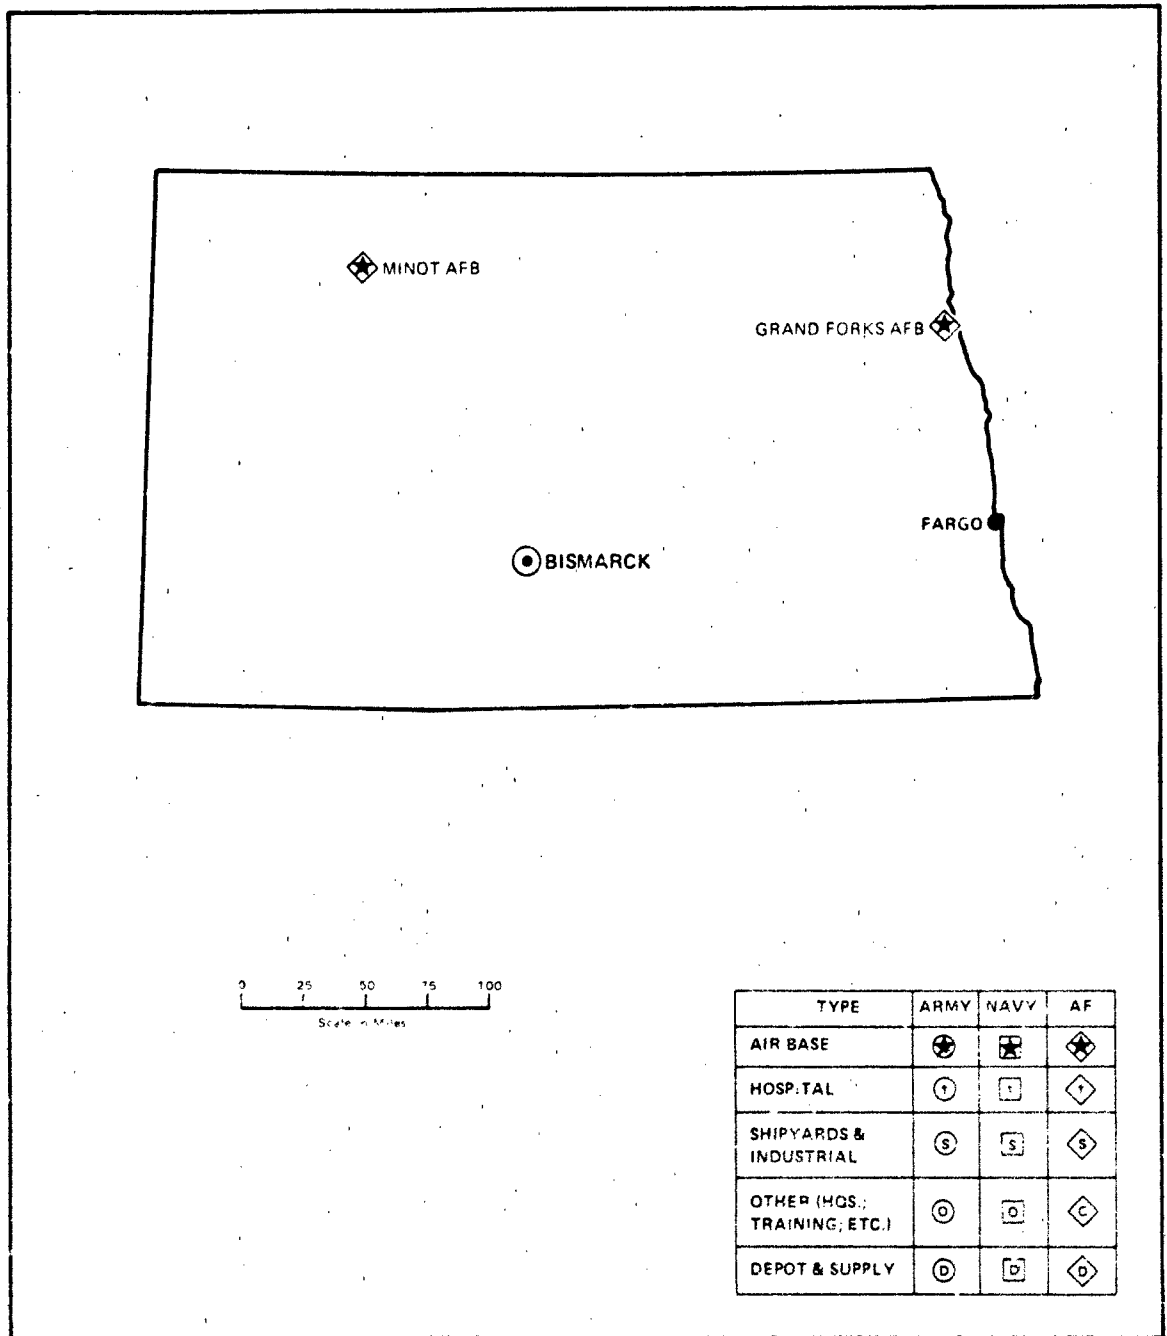 MINOT AFB
GRAND FORKS AFB
FARGO
BISMARCK
0 25 50 75 100
Scale in Miles
TYPE ARMY NAVY AF
AIR BASE
HOSPITAL † † †
SHIPYARDS & S S S
INDUSTRIAL
OTHER (HQS.; O O C
TRAINING; ETC.)
DEPOT & SUPPLY D D D